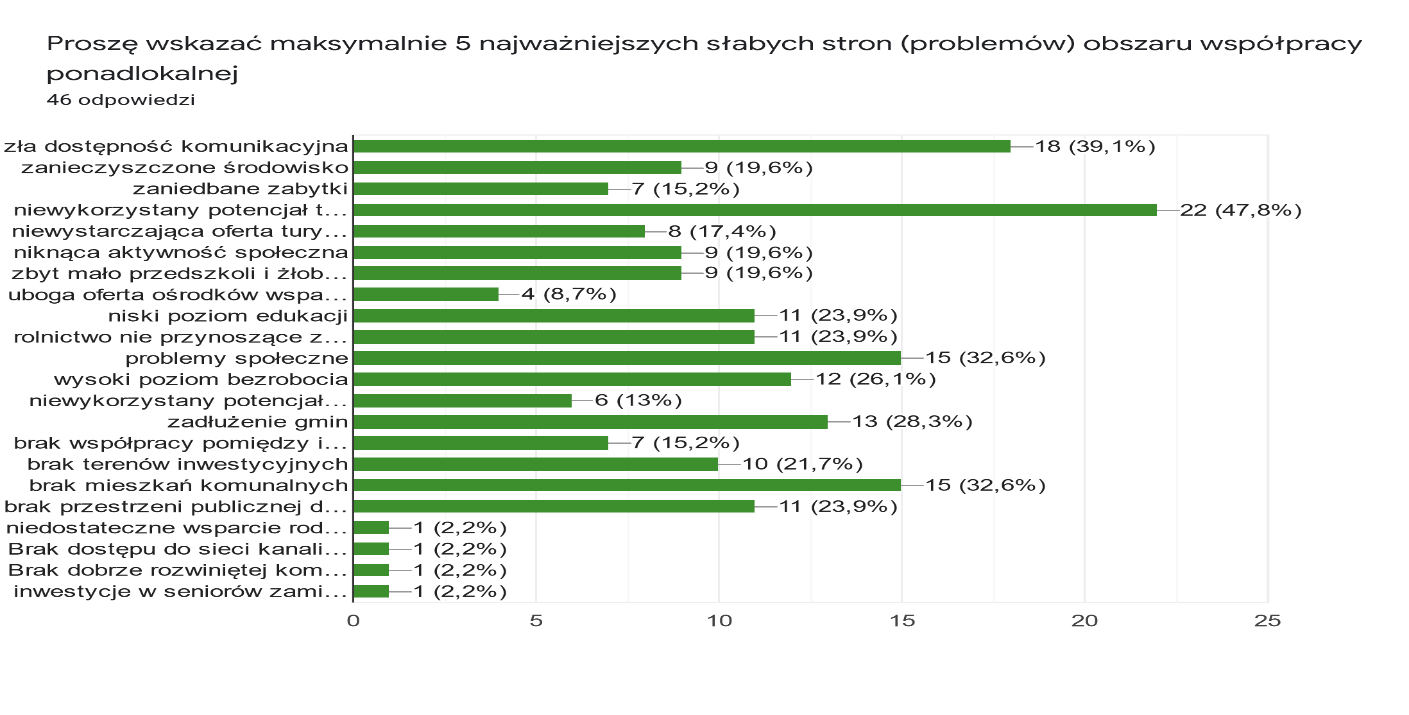 Proszę wskazać maksymalnie 5 najważniejszych słabych stron (problemów) obszaru współpracy
ponadlokalnej
46 odpowiedzi
zła dostępność komunikacyjna 18 (39,1%)
zanieczyszczone środowisko 9 (19,6%)
zaniedbane zabytki 7 (15,2%)
niewykorzystany potencjał t... 22 (47,8%)
niewystarczająca oferta tury... 8 (17,4%)
niknąca aktywność społeczna 9 (19,6%)
zbyt mało przedszkoli i żłob... 9 (19,6%)
uboga oferta ośrodków wspa... 4 (8,7%)
niski poziom edukacji 11 (23,9%)
rolnictwo nie przynoszące z... 11 (23,9%)
problemy społeczne 15 (32,6%)
wysoki poziom bezrobocia 12 (26,1%)
niewykorzystany potencjał... 6 (13%)
zadłużenie gmin 13 (28,3%)
brak współpracy pomiędzy i... 7 (15,2%)
brak terenów inwestycyjnych 10 (21,7%)
brak mieszkań komunalnych 15 (32,6%)
brak przestrzeni publicznej d... 11 (23,9%)
niedostateczne wsparcie rod... 1 (2,2%)
Brak dostępu do sieci kanali... 1 (2,2%)
Brak dobrze rozwiniętej kom... 1 (2,2%)
inwestycje w seniorów zami... 1 (2,2%)
0 5 10 15 20 25